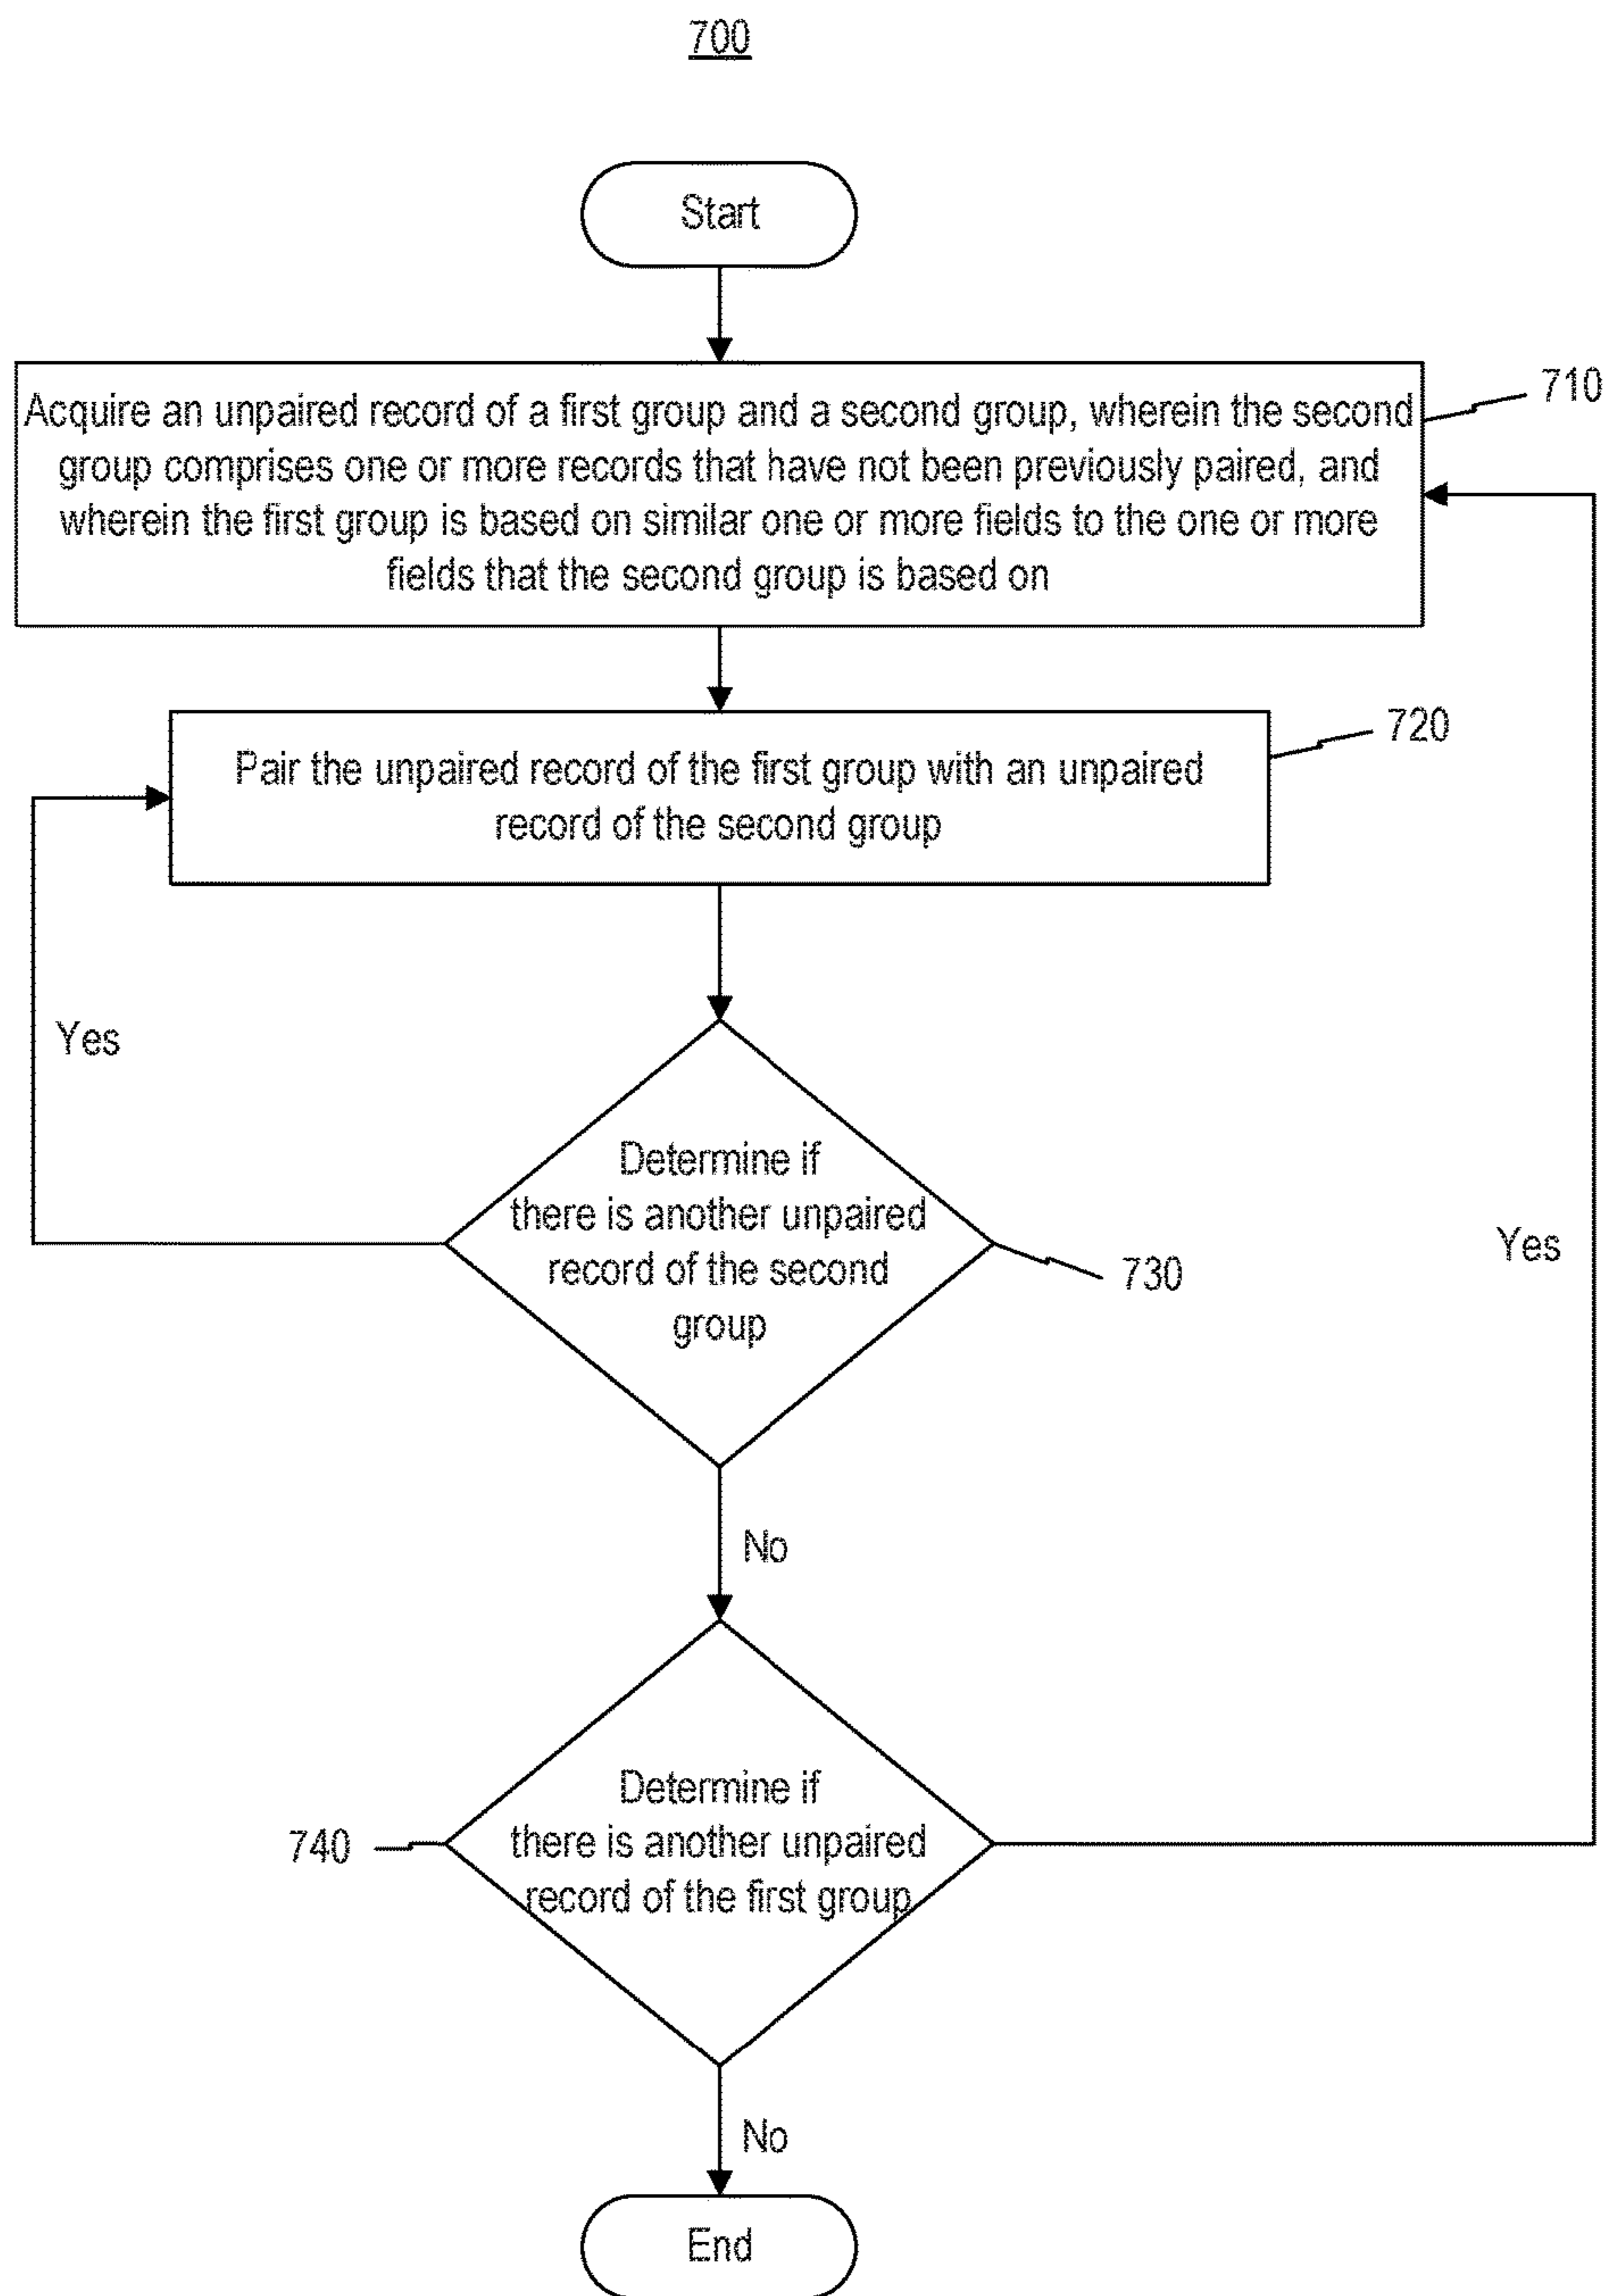 700
Start
Acquire an unpaired record of a first group and a second group, wherein the second
group comprises one or more records that have not been previously paired, and
wherein the first group is based on similar one or more fields to the one or more
fields that the second group is based on
710
Pair the unpaired record of the first group with an unpaired
record of the second group
720
Yes
Determine if
there is another unpaired
record of the second
group
730
Yes
No
Determine if
there is another unpaired
record of the first group
740
No
End